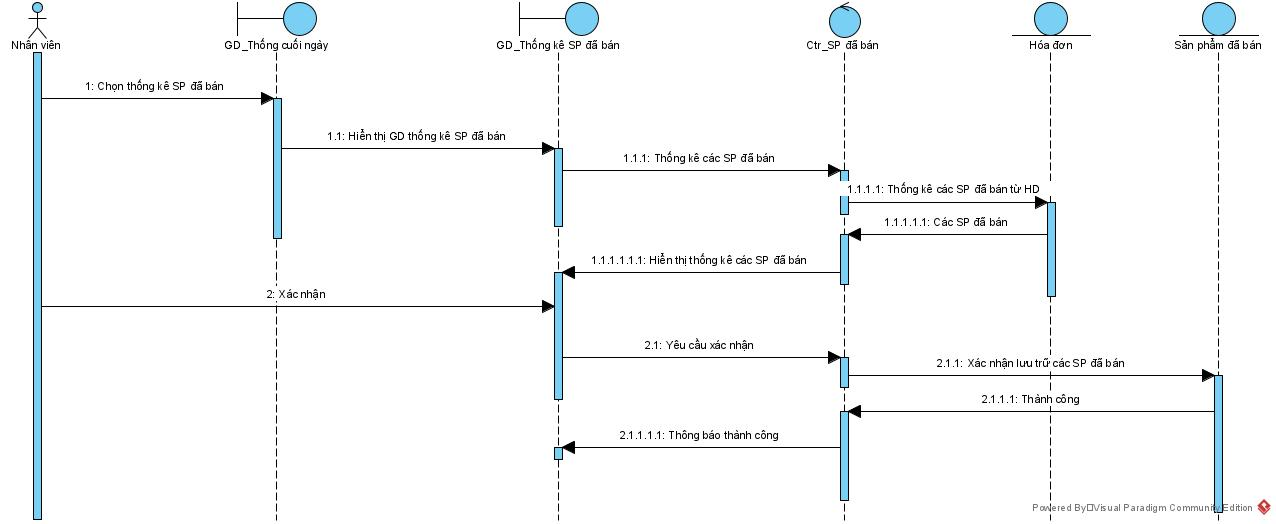 Nhân viên
GD_Thống cuối ngày
GD_Thống kê SP đã bán
Ctr_SP đã bán
Hóa đơn
Sản phẩm đã bán
1: Chọn thống kê SP đã bán
1.1: Hiển thị GD thống kê SP đã bán
1.1.1: Thống kê các SP đã bán
1.1.1.1: Thống kê các SP đã bán từ HD
1.1.1.1.1: Các SP đã bán
1.1.1.1.1.1: Hiển thị thống kê các SP đã bán
2: Xác nhận
2.1: Yêu cầu xác nhận
2.1.1: Xác nhận lưu trữ các SP đã bán
2.1.1.1: Thành công
2.1.1.1.1: Thông báo thành công
Powered By Visual Paradigm Community Edition